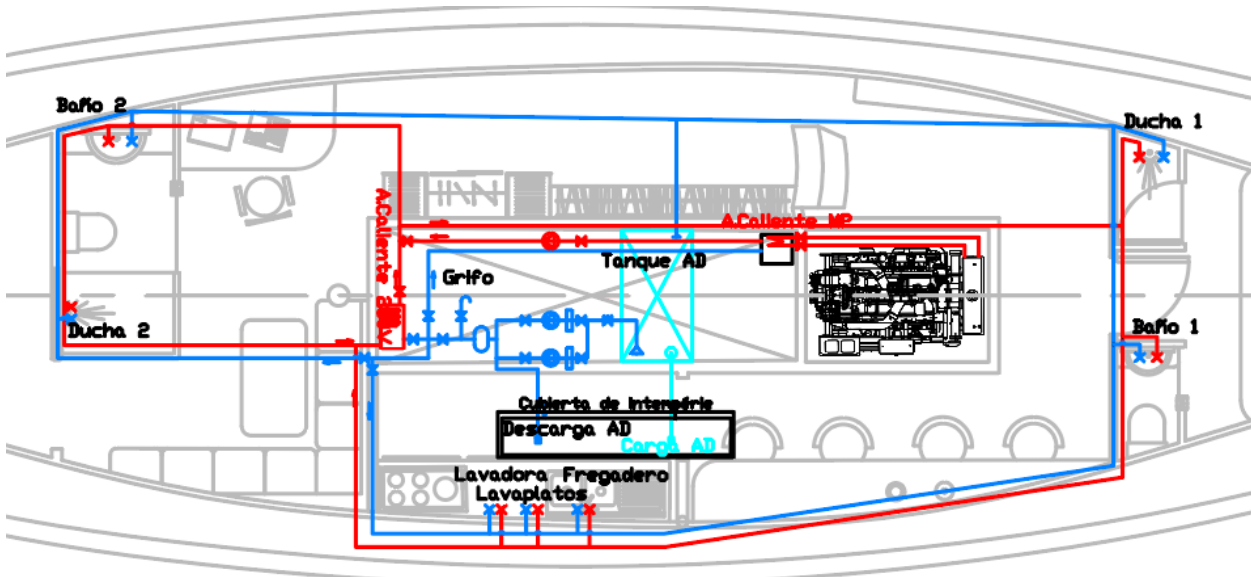 Baño 2
Ducha 1
A.Caliente MP
Tanque AD
Grifo
Ducha 2
Baño 1
Cubierta de Intempérie
Descarga AD
Carga AD
Lavadora Fregadero
Lavaplatos
A.Caliente